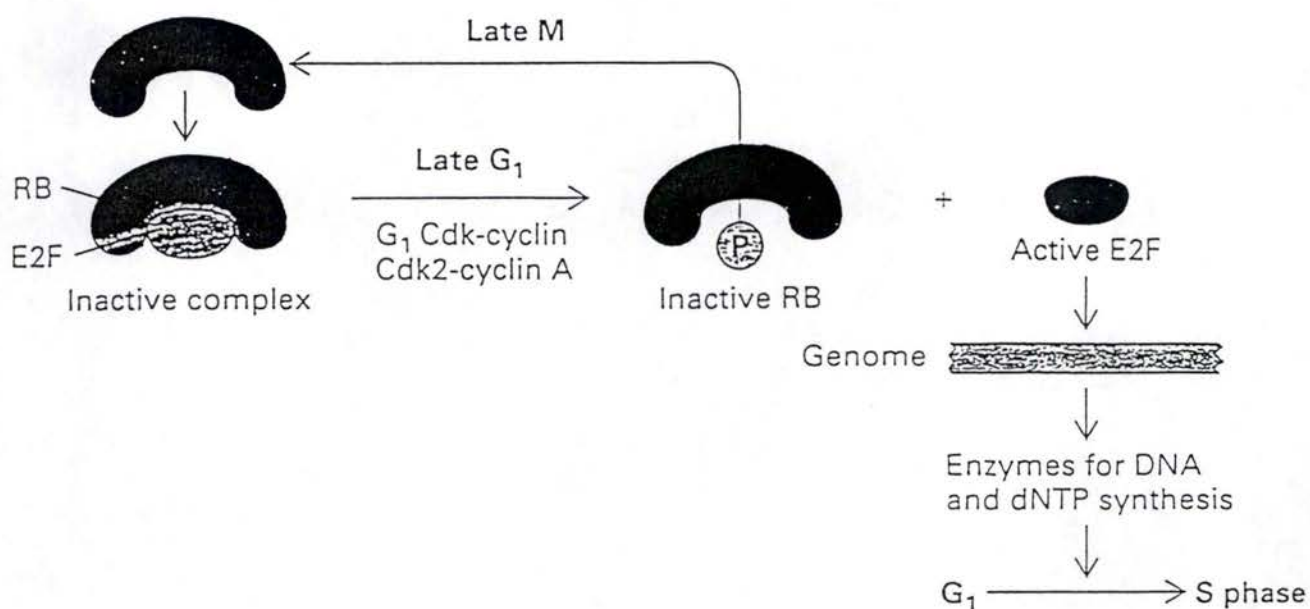 Late M
RB
E2F
Inactive complex
Late G₁
G₁ Cdk-cyclin
Cdk2-cyclin A
P
Inactive RB
+
Active E2F
Genome
Enzymes for DNA
and dNTP synthesis
G₁ S phase